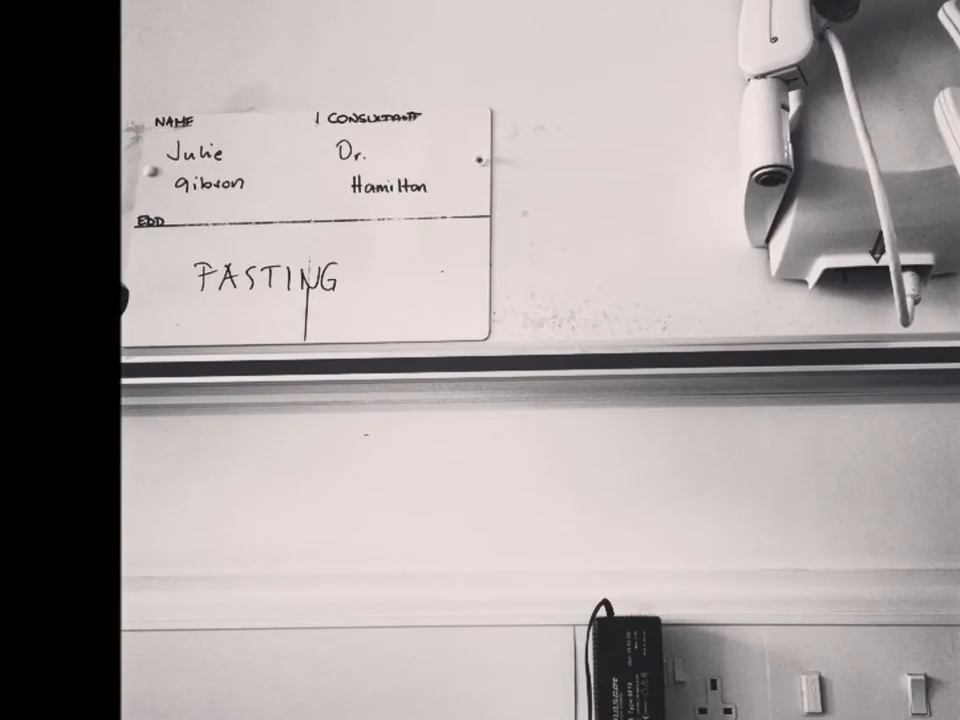 NAME
CONSULTANT
Julie
Gibson
Dr.
Hamilton
EDD
FASTING